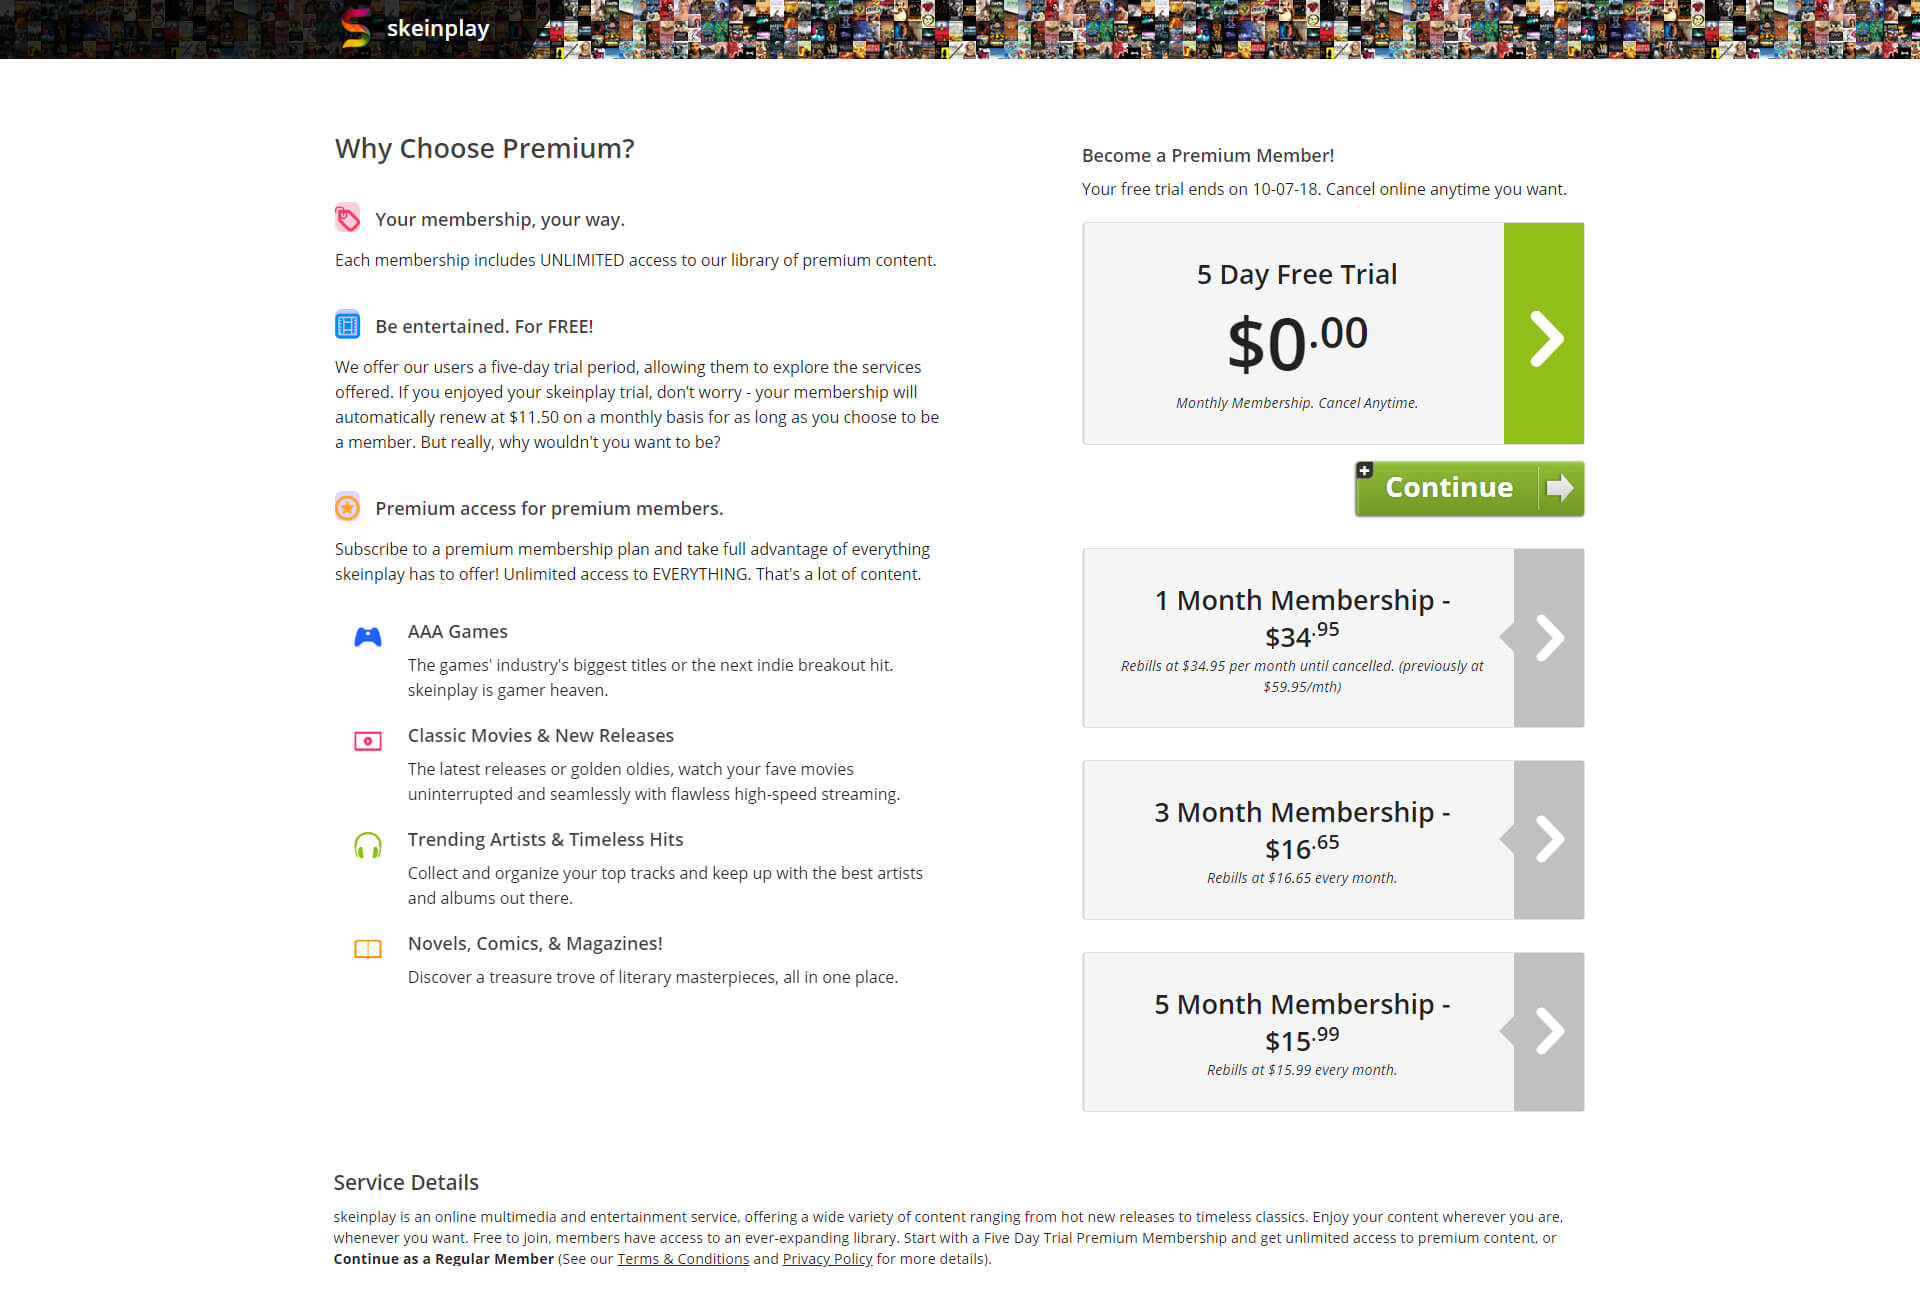 skeinplay
Why Choose Premium?
Your membership, your way.
Each membership includes UNLIMITED access to our library of premium content.
Be entertained. For FREE!
We offer our users a five-day trial period, allowing them to explore the services
offered. If you enjoyed your skeinplay trial, don't worry - your membership will
automatically renew at $11.50 on a monthly basis for as long as you choose to be
a member. But really, why wouldn't you want to be?
Premium access for premium members.
Subscribe to a premium membership plan and take full advantage of everything
skeinplay has to offer! Unlimited access to EVERYTHING. That's a lot of content.
AAA Games
The games' industry's biggest titles or the next indie breakout hit.
skeinplay is gamer heaven.
Classic Movies & New Releases
The latest releases or golden oldies, watch your fave movies
uninterrupted and seamlessly with flawless high-speed streaming.
Trending Artists & Timeless Hits
Collect and organize your top tracks and keep up with the best artists
and albums out there.
Novels, Comics, & Magazines!
Discover a treasure trove of literary masterpieces, all in one place.
Become a Premium Member!
Your free trial ends on 10-07-18. Cancel online anytime you want.
5 Day Free Trial
$0.00
Monthly Membership. Cancel Anytime.
Continue
1 Month Membership -
$34.95
Rebills at $34.95 per month until cancelled. (previously at
$59.95/mth)
3 Month Membership -
$16.65
Rebills at $16.65 every month.
5 Month Membership -
$15.99
Rebills at $15.99 every month.
Service Details
skeinplay is an online multimedia and entertainment service, offering a wide variety of content ranging from hot new releases to timeless classics. Enjoy your content wherever you are,
whenever you want. Free to join, members have access to an ever-expanding library. Start with a Five Day Trial Premium Membership and get unlimited access to premium content, or
Continue as a Regular Member (See our Terms & Conditions and Privacy Policy for more details).